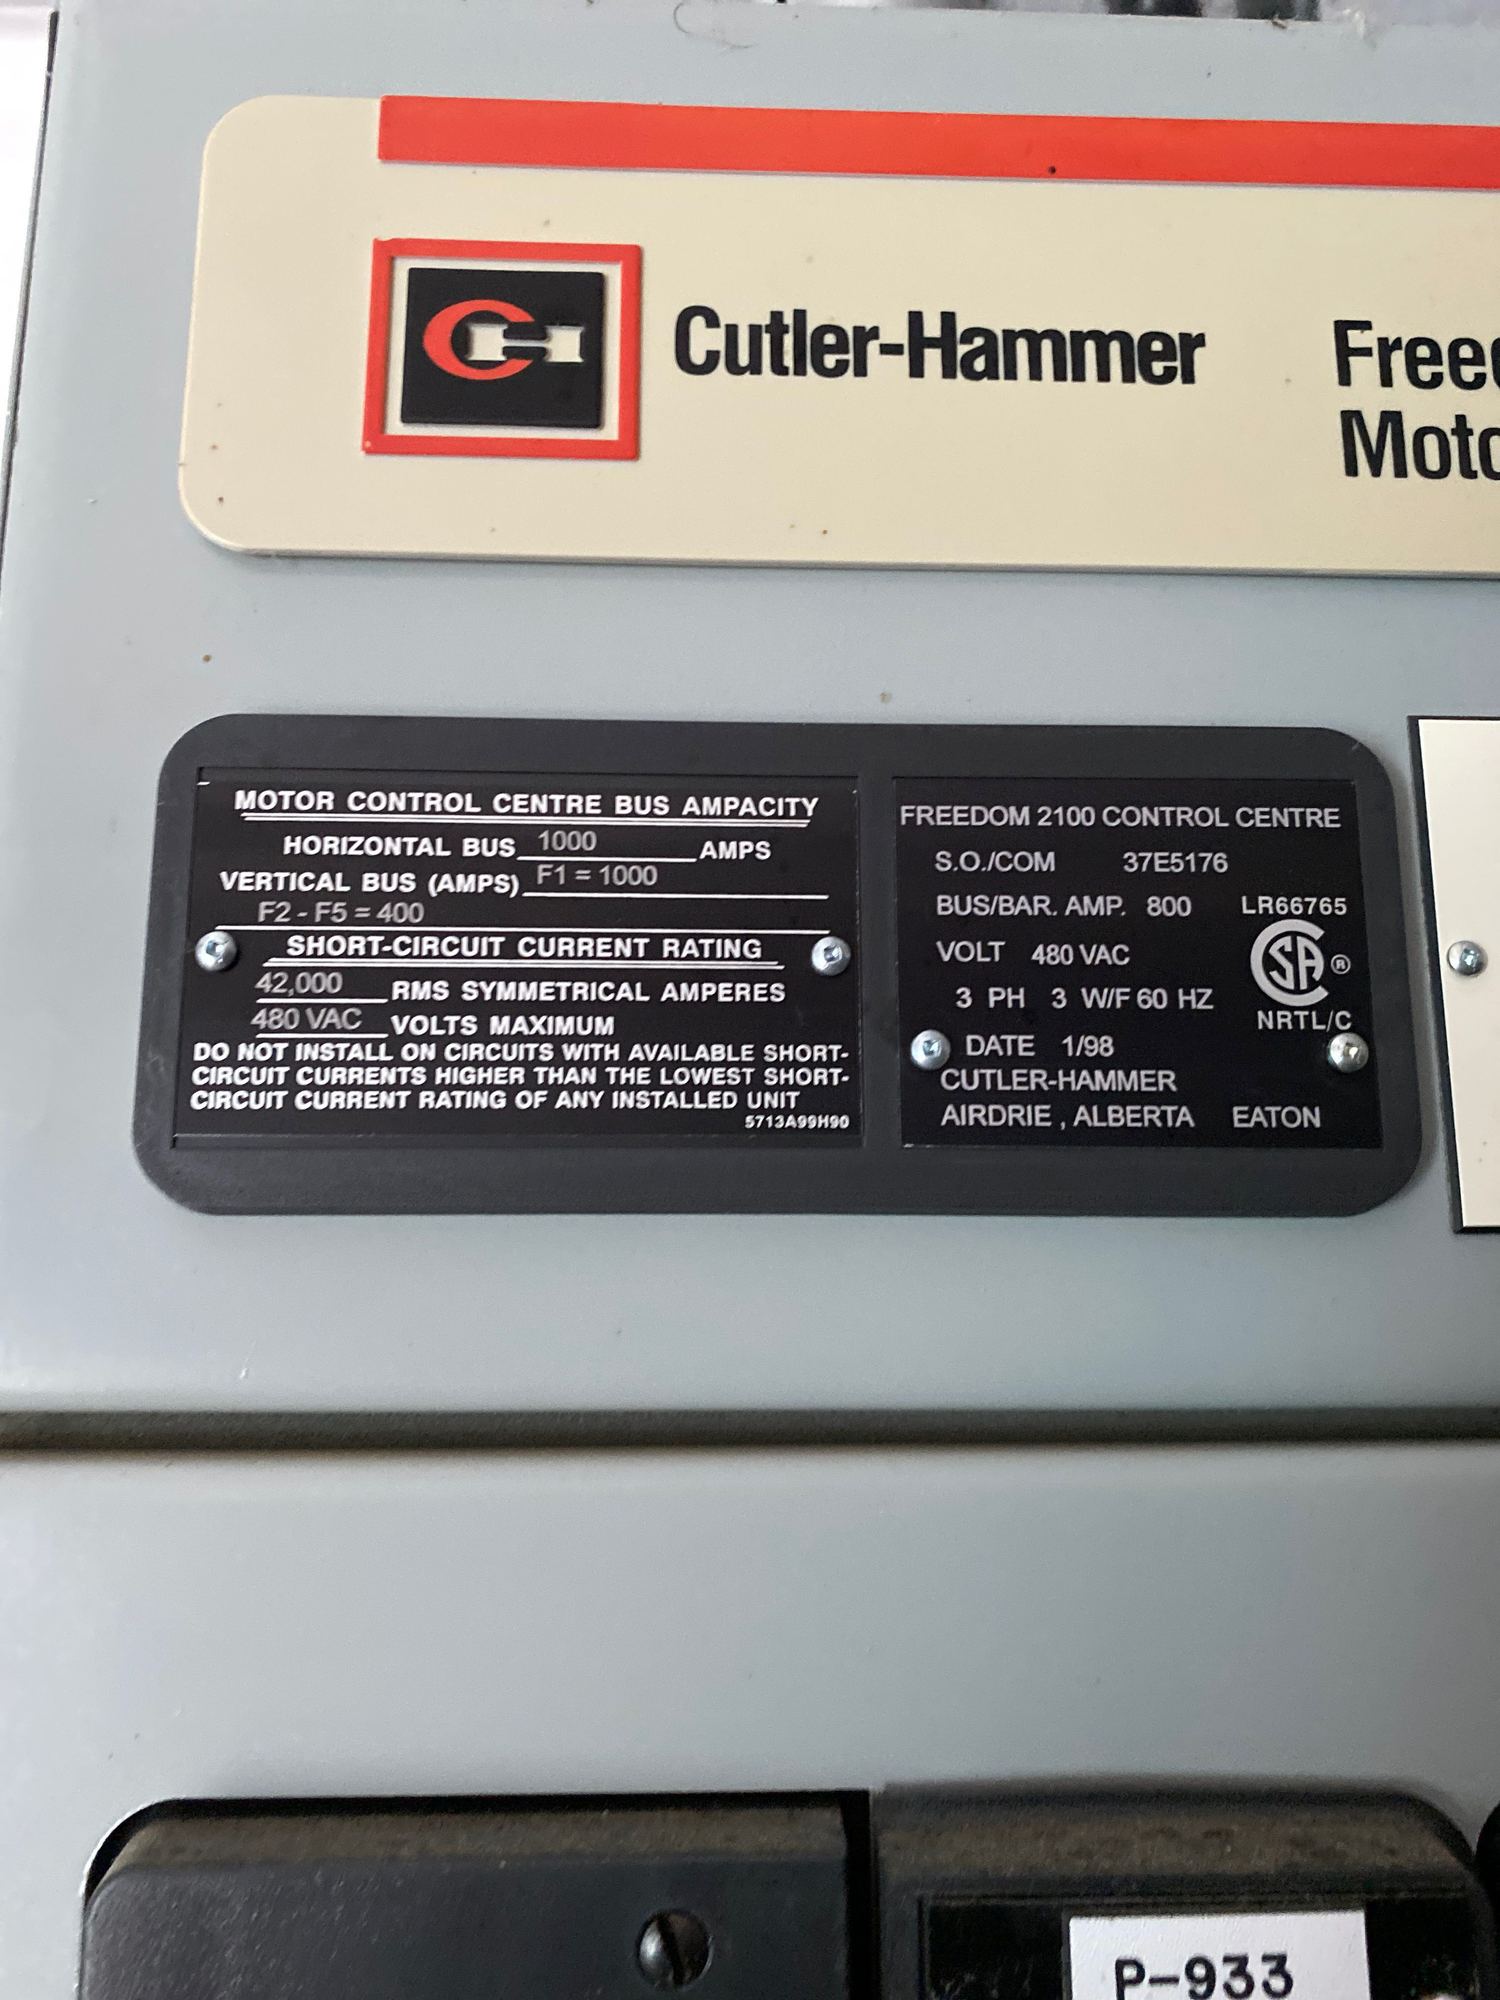 CH
Cutler-Hammer
Free
Moto
MOTOR CONTROL CENTRE BUS AMPACITY
HORIZONTAL BUS 1000 AMPS
VERTICAL BUS (AMPS) F1 = 1000
F2 - F5 = 400
SHORT-CIRCUIT CURRENT RATING
42,000 RMS SYMMETRICAL AMPERES
480 VAC VOLTS MAXIMUM
DO NOT INSTALL ON CIRCUITS WITH AVAILABLE SHORT-
CIRCUIT CURRENTS HIGHER THAN THE LOWEST SHORT-
CIRCUIT CURRENT RATING OF ANY INSTALLED UNIT
5713A99H90
FREEDOM 2100 CONTROL CENTRE
S.O./COM 37E5176
BUS/BAR. AMP. 800 LR66765
VOLT 480 VAC
SA ®
3 PH 3 W/F 60 HZ
NRTL/C
DATE 1/98
CUTLER-HAMMER
AIRDRIE , ALBERTA EATON
P-933